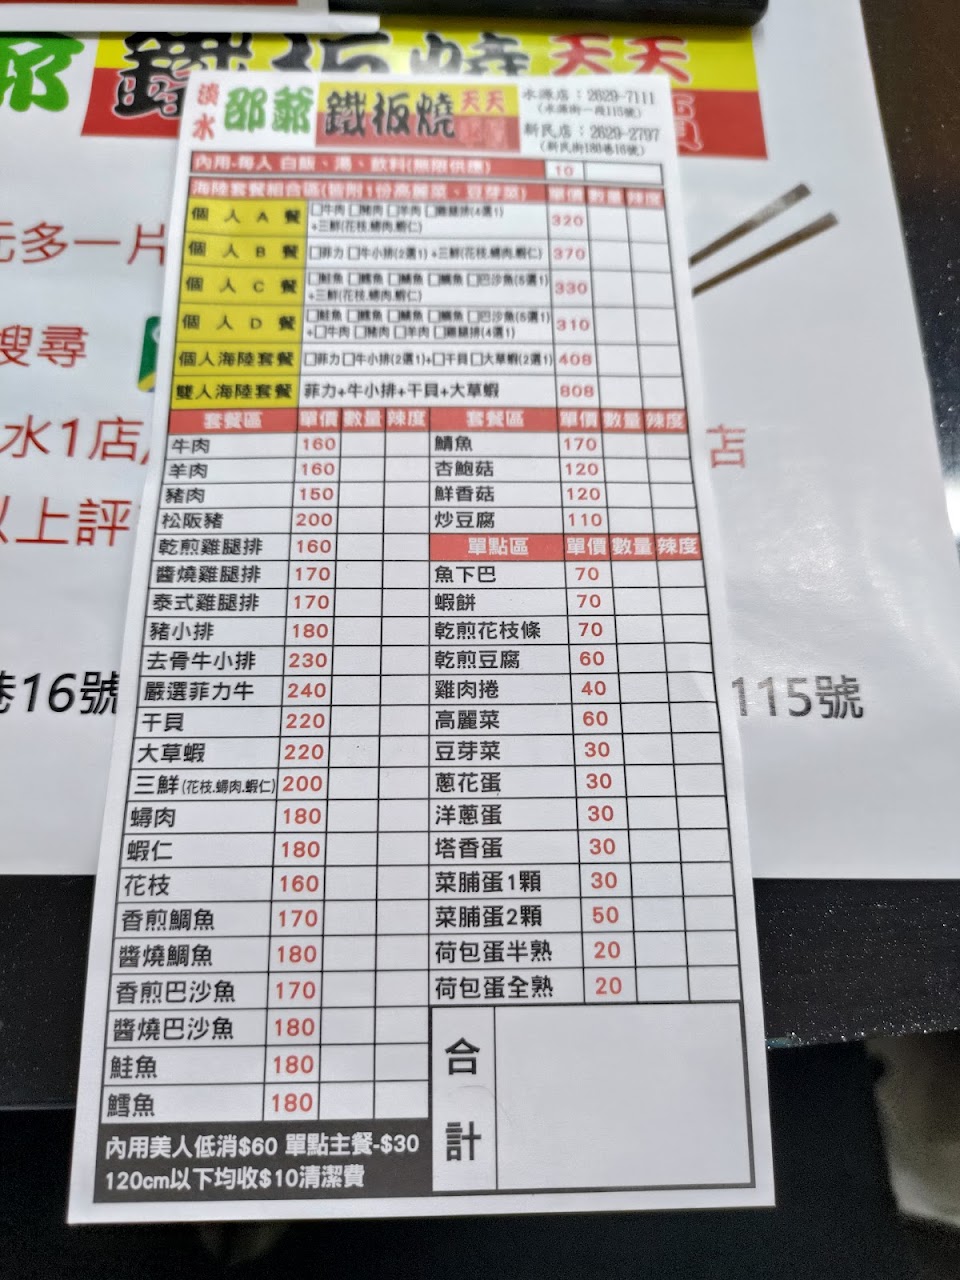 鐵板燒 天天
元多一片
搜尋
水1店
店
以上評
巷16號
115號
淡水 邵爺 鐵板燒 天天
水源店:2629-7111
(水源街一段115號)
新民店:2629-2797
(新民街180巷16號)
內用-每人 白飯、湯、飲料(無限供應) 10
海陸套餐組合區(皆附1份高麗菜、豆芽菜) 單價 數量 辣度
個人A餐 □牛肉 □豬肉 □羊肉 □雞腿排(4選1) 320
+三鮮(花枝.蟳肉.蝦仁)
個人B餐 □菲力 □牛小排(2選1) +三鮮(花枝.蟳肉.蝦仁) 370
個人C餐 □鮭魚 □鱈魚 □鯖魚 □鯛魚 □巴沙魚(5選1) 330
+三鮮(花枝.蟳肉.蝦仁)
個人D餐 □鮭魚 □鱈魚 □鯖魚 □鯛魚 □巴沙魚(5選1) 310
+□牛肉 □豬肉 □羊肉 □雞腿排(4選1)
個人海陸套餐 □菲力 □牛小排(2選1)+□干貝 □大草蝦(2選1) 408
雙人海陸套餐 菲力+牛小排+干貝+大草蝦 808
套餐區 單價 數量 辣度
牛肉 160
羊肉 160
豬肉 150
松阪豬 200
乾煎雞腿排 160
醬燒雞腿排 170
泰式雞腿排 170
豬小排 180
去骨牛小排 230
嚴選菲力牛 240
干貝 220
大草蝦 220
三鮮(花枝.蟳肉.蝦仁) 200
蟳肉 180
蝦仁 180
花枝 160
香煎鯛魚 170
醬燒鯛魚 180
香煎巴沙魚 170
醬燒巴沙魚 180
鮭魚 180
鱈魚 180
內用美人低消$60 單點主餐-$30
120cm以下均收$10清潔費
套餐區 單價 數量 辣度
鯖魚 170
杏鮑菇 120
鮮香菇 120
炒豆腐 110
單點區 單價 數量 辣度
魚下巴 70
蝦餅 70
乾煎花枝條 70
乾煎豆腐 60
雞肉捲 40
高麗菜 60
豆芽菜 30
蔥花蛋 30
洋蔥蛋 30
塔香蛋 30
菜脯蛋1顆 30
菜脯蛋2顆 50
荷包蛋半熟 20
荷包蛋全熟 20
合計